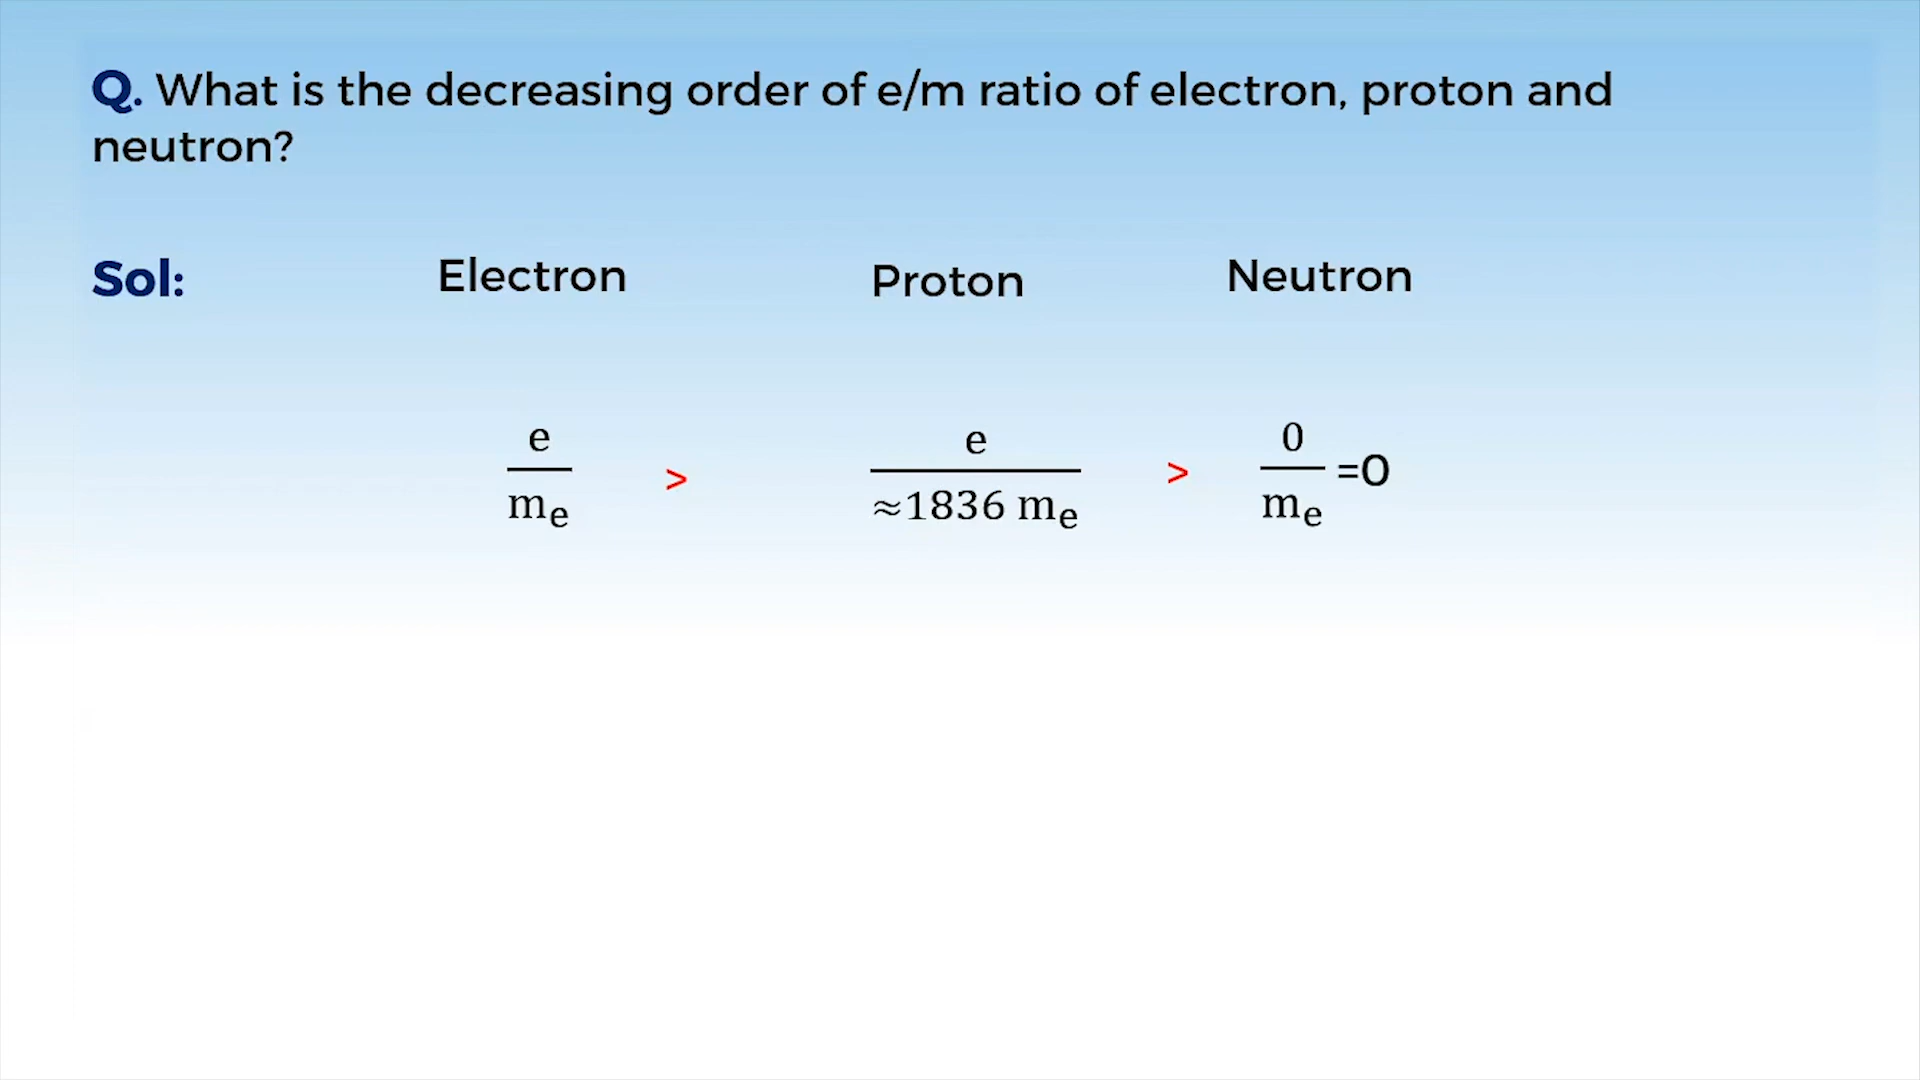 Q. What is the decreasing order of e/m ratio of electron, proton and
neutron?
Sol: Electron Proton Neutron
e/mₑ > e/≈1836 mₑ > 0/mₑ =0